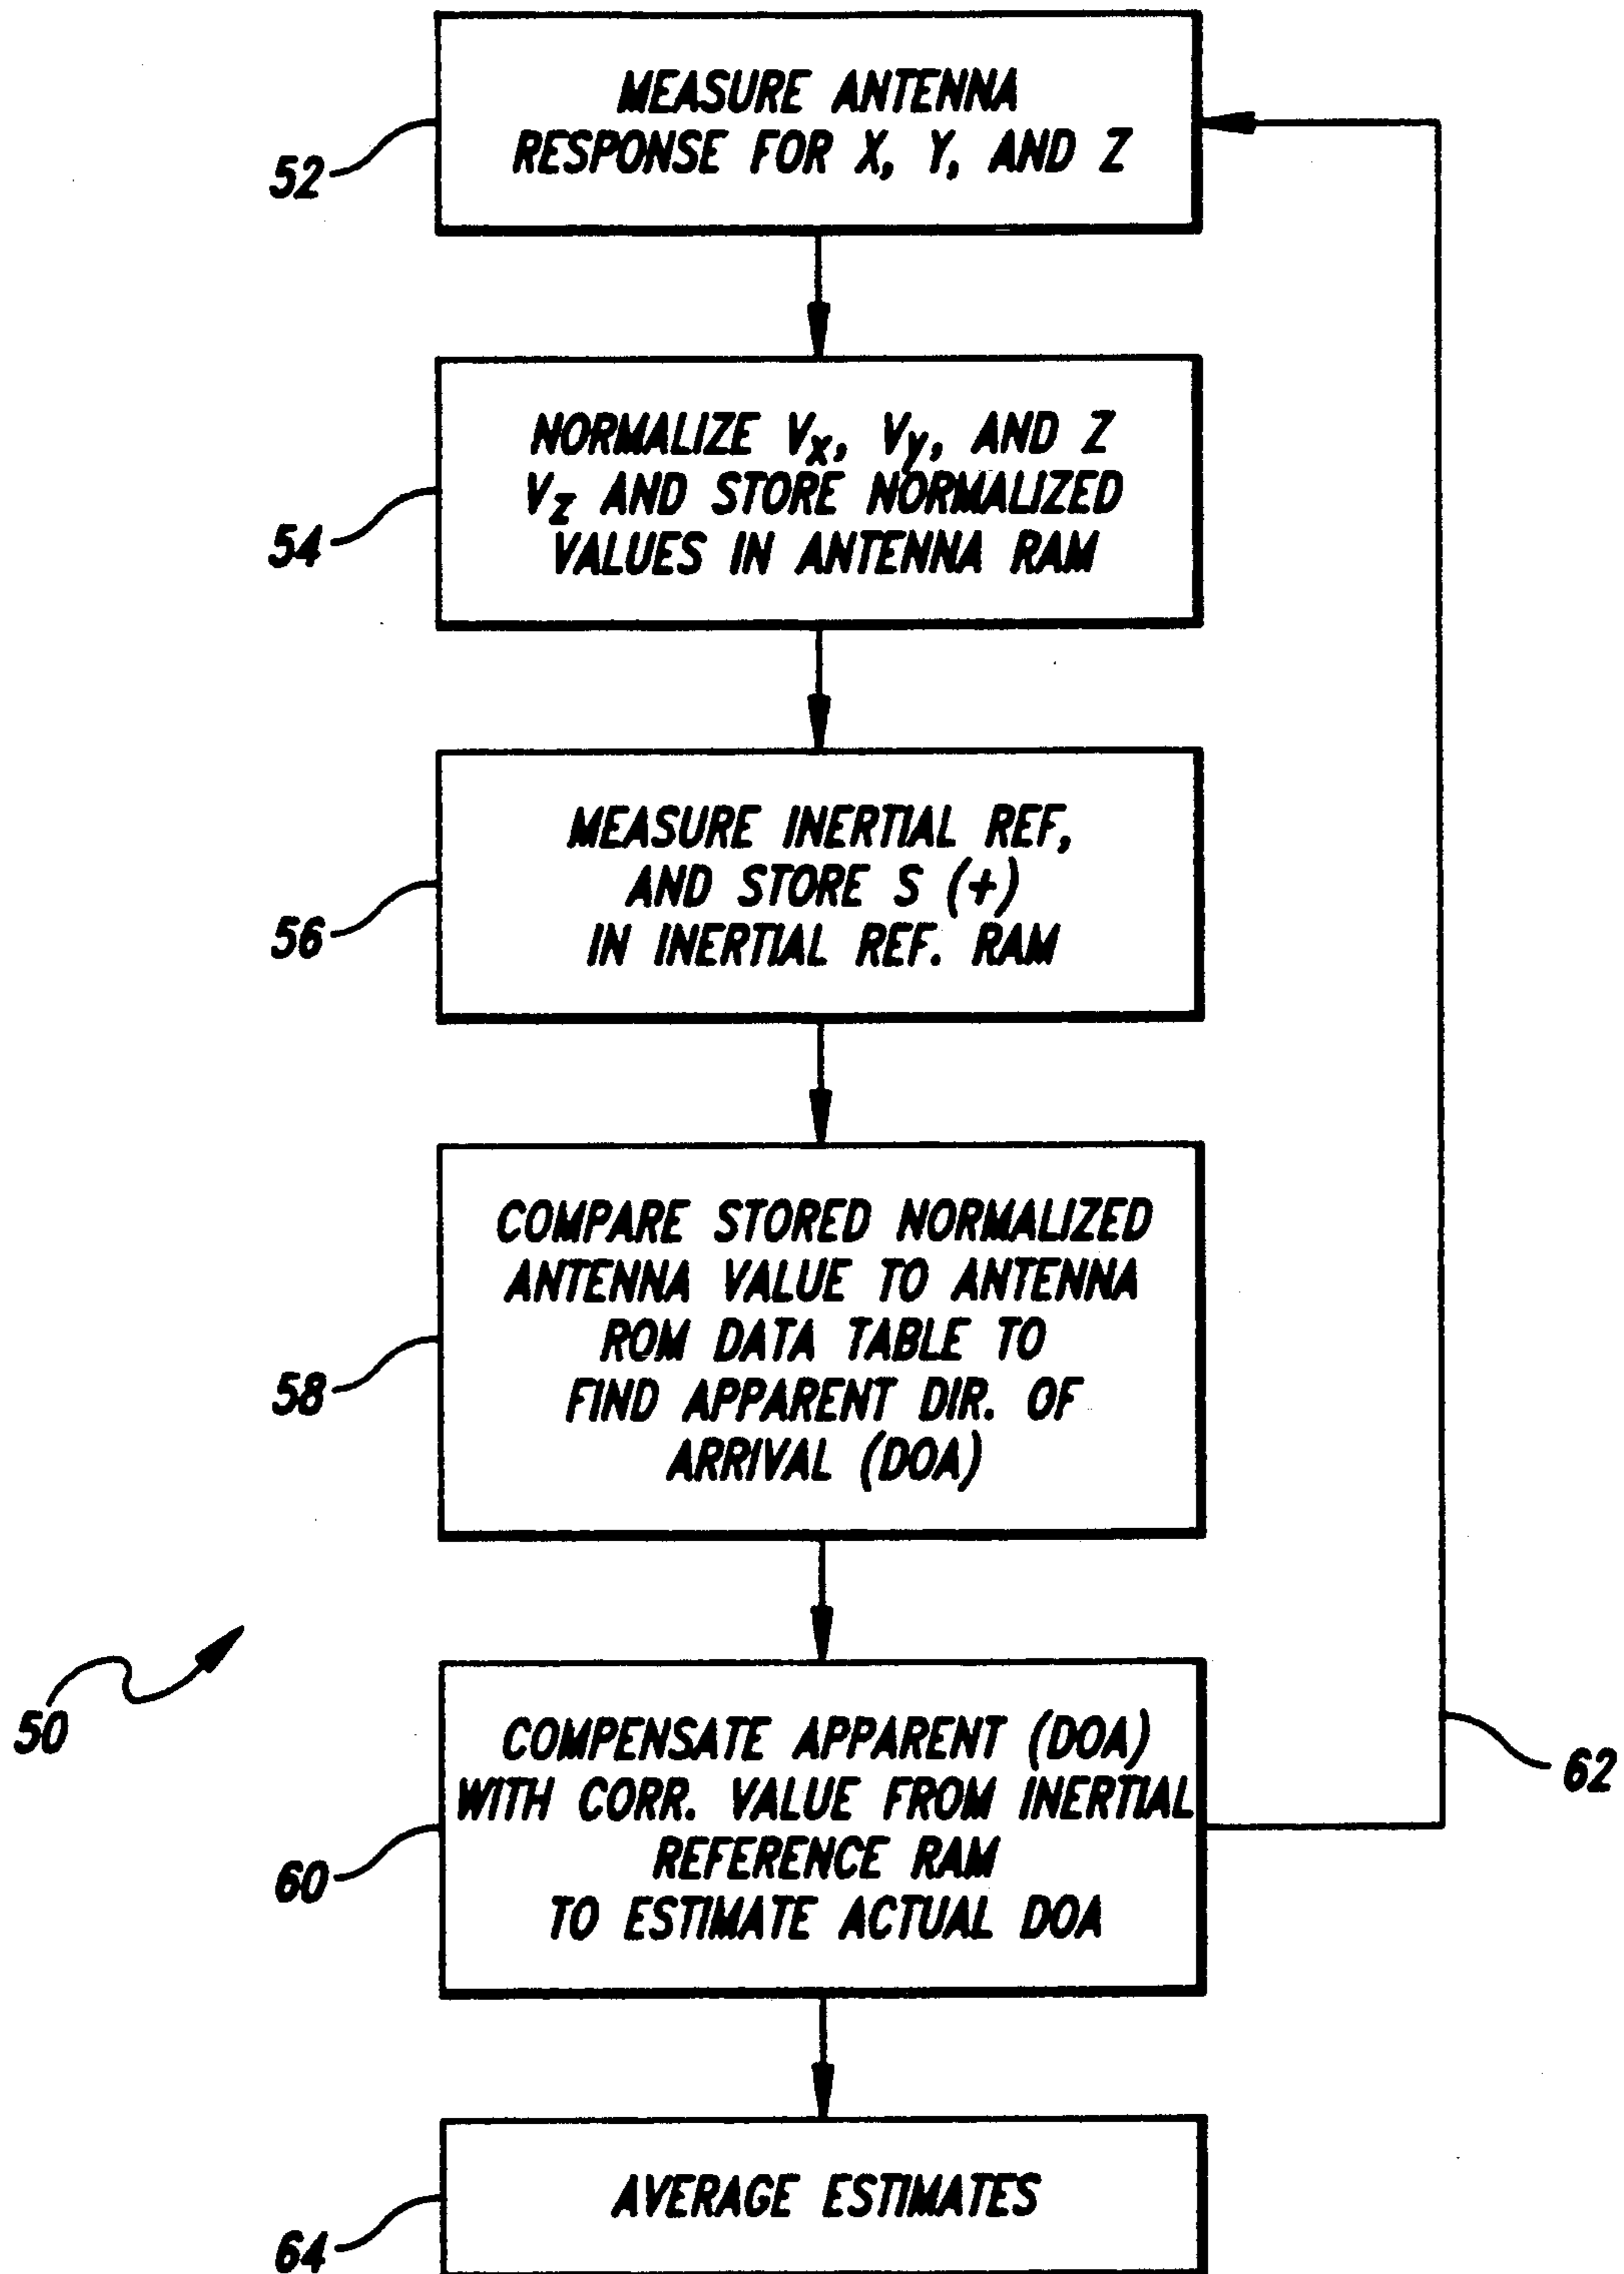 MEASURE ANTENNA
RESPONSE FOR X, Y, AND Z
52
NORMALIZE Vx, Vy, AND Z
Vz AND STORE NORMALIZED
VALUES IN ANTENNA RAM
54
MEASURE INERTIAL REF,
AND STORE S (+)
IN INERTIAL REF. RAM
56
COMPARE STORED NORMALIZED
ANTENNA VALUE TO ANTENNA
ROM DATA TABLE TO
FIND APPARENT DIR. OF
ARRIVAL (DOA)
58
50
COMPENSATE APPARENT (DOA)
WITH CORR. VALUE FROM INERTIAL
REFERENCE RAM
TO ESTIMATE ACTUAL DOA
60
62
AVERAGE ESTIMATES
64